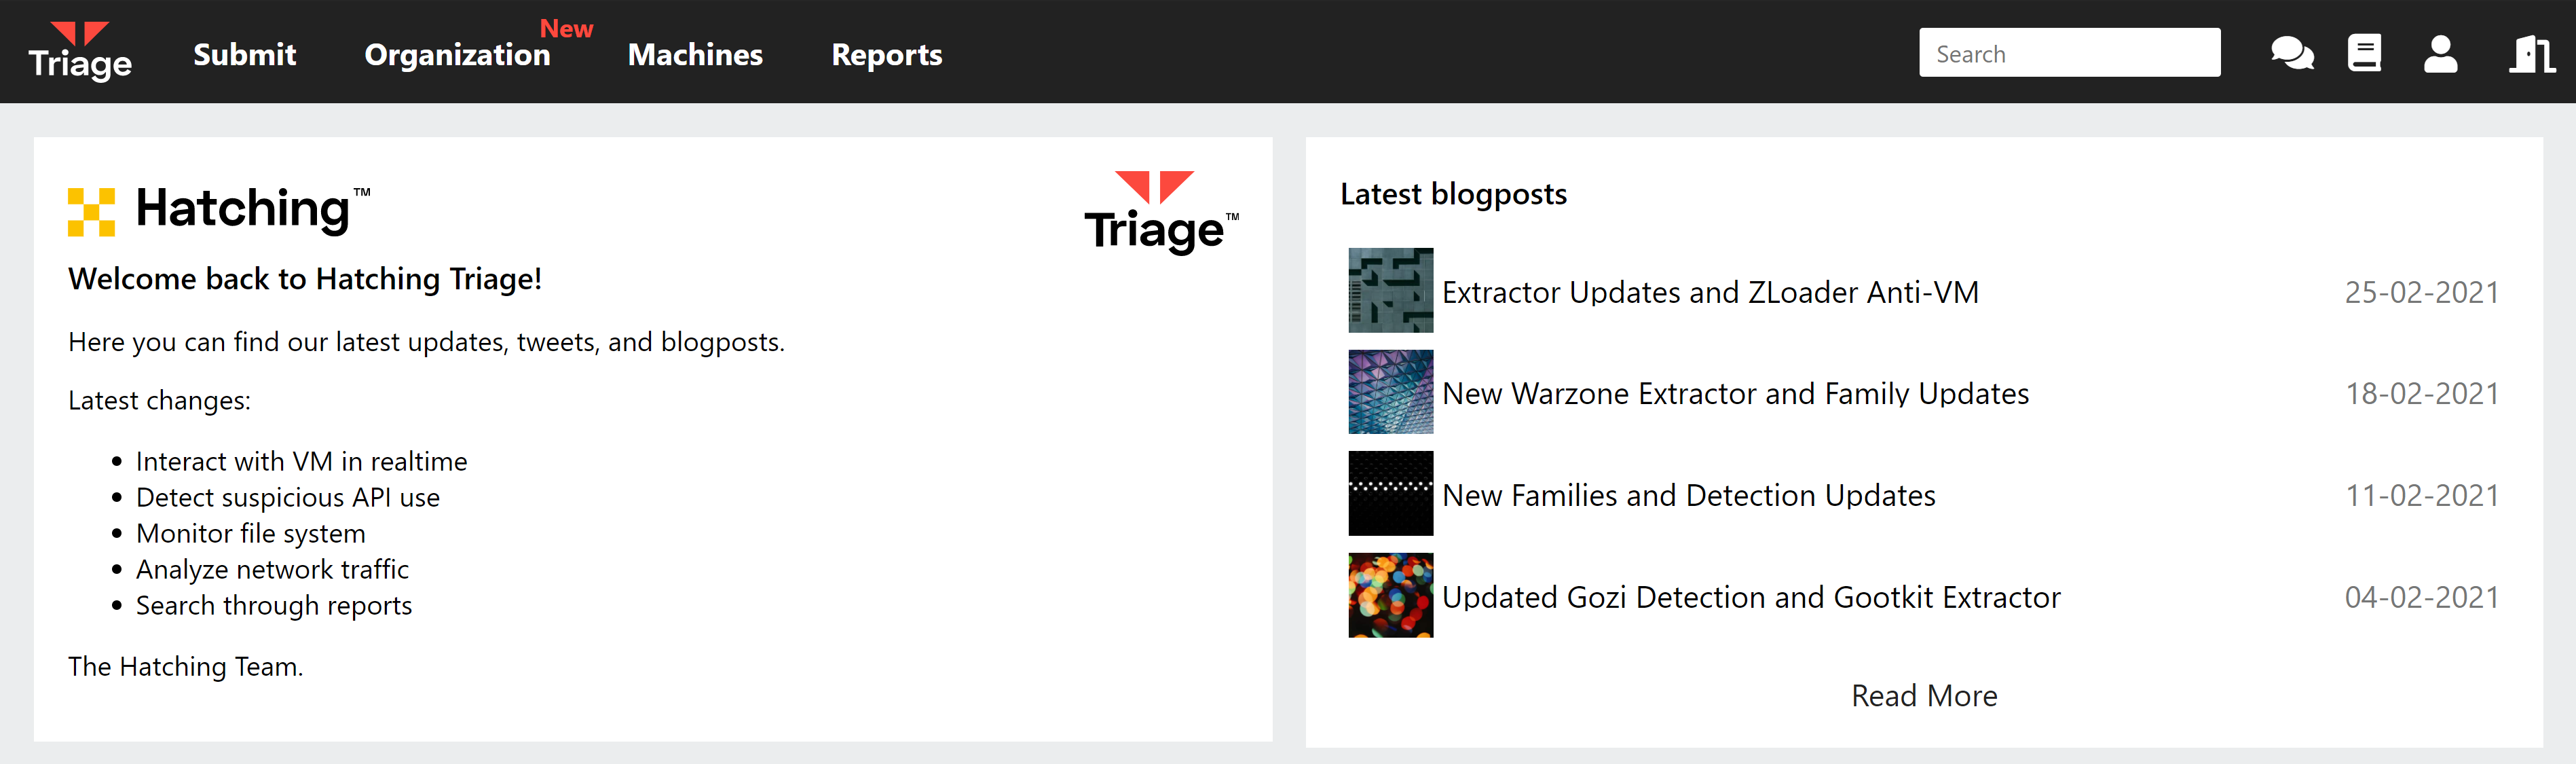 New
Triage Submit Organization Machines Reports Search
Hatching™
Triage™
Welcome back to Hatching Triage!
Here you can find our latest updates, tweets, and blogposts.
Latest changes:
• Interact with VM in realtime
• Detect suspicious API use
• Monitor file system
• Analyze network traffic
• Search through reports
The Hatching Team.
Latest blogposts
Extractor Updates and ZLoader Anti-VM 25-02-2021
New Warzone Extractor and Family Updates 18-02-2021
New Families and Detection Updates 11-02-2021
Updated Gozi Detection and Gootkit Extractor 04-02-2021
Read More